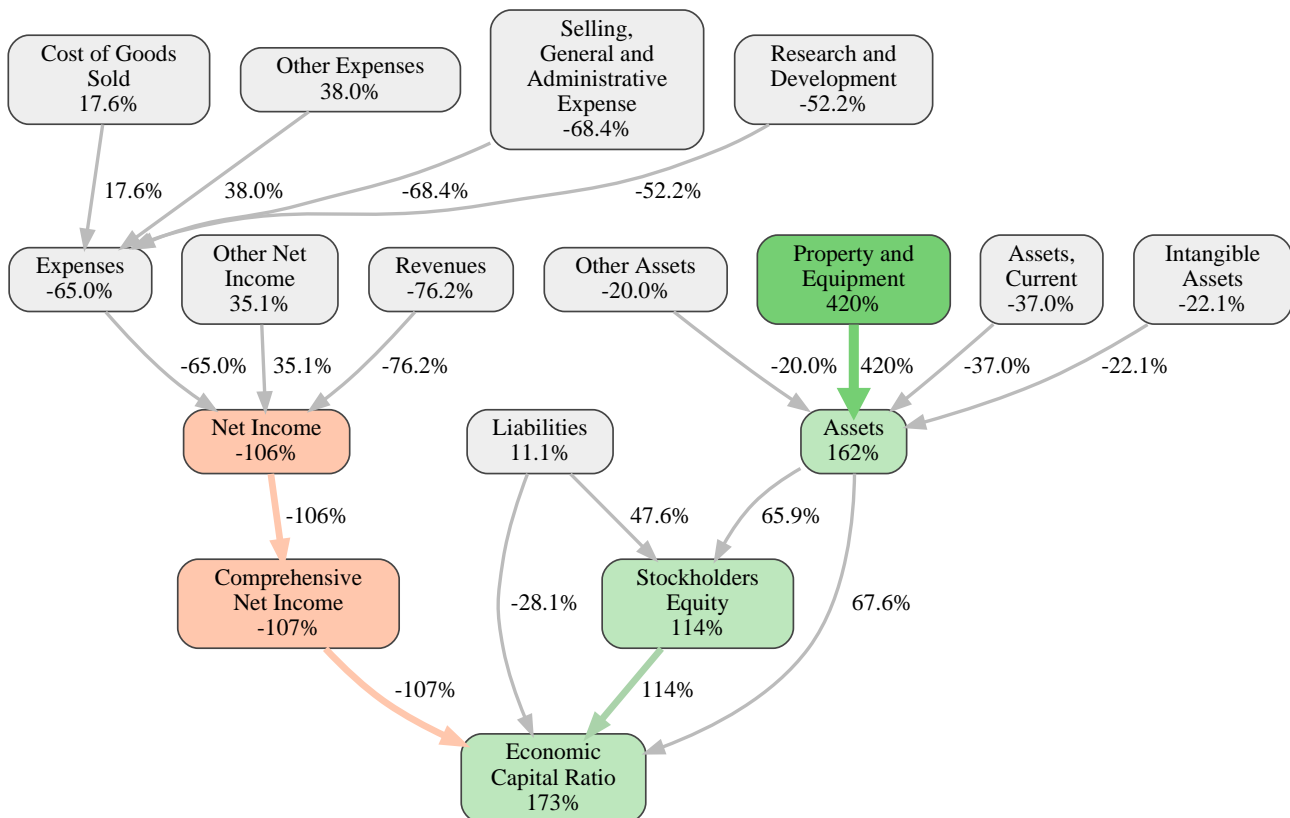 Cost of Goods
Sold
17.6%
Other Expenses
38.0%
Selling,
General and
Administrative
Expense
-68.4%
Research and
Development
-52.2%
17.6%
38.0%
-68.4%
-52.2%
Expenses
-65.0%
Other Net
Income
35.1%
Revenues
-76.2%
Other Assets
-20.0%
Property and
Equipment
420%
Assets,
Current
-37.0%
Intangible
Assets
-22.1%
-65.0%
35.1%
-76.2%
-20.0%
420%
-37.0%
-22.1%
Net Income
-106%
Liabilities
11.1%
Assets
162%
-106%
47.6%
65.9%
Comprehensive
Net Income
-107%
-28.1%
Stockholders
Equity
114%
67.6%
-107%
114%
Economic
Capital Ratio
173%